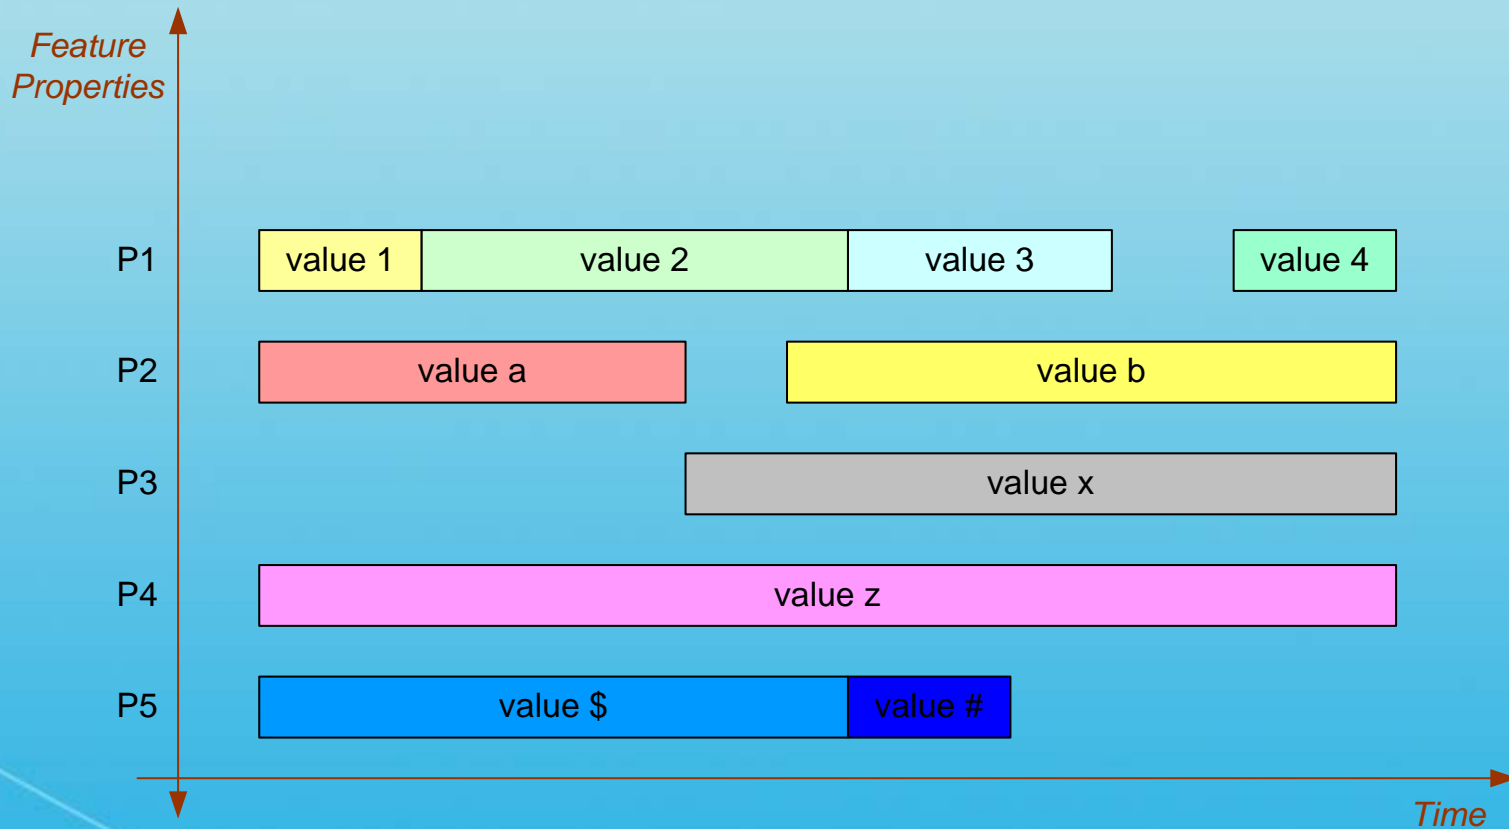 Feature
Properties
P1 value 1 value 2 value 3 value 4
P2 value a value b
P3 value x
P4 value z
P5 value $ value #
Time